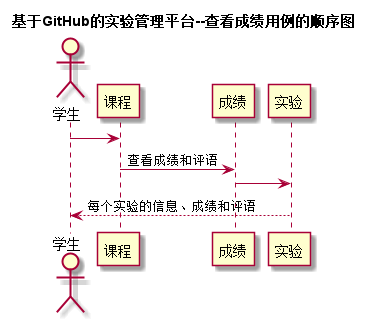 基于GitHub的实验管理平台--查看成绩用例的顺序图
学生
课程
成绩
实验
查看成绩和评语
每个实验的信息、成绩和评语
学生
课程
成绩
实验